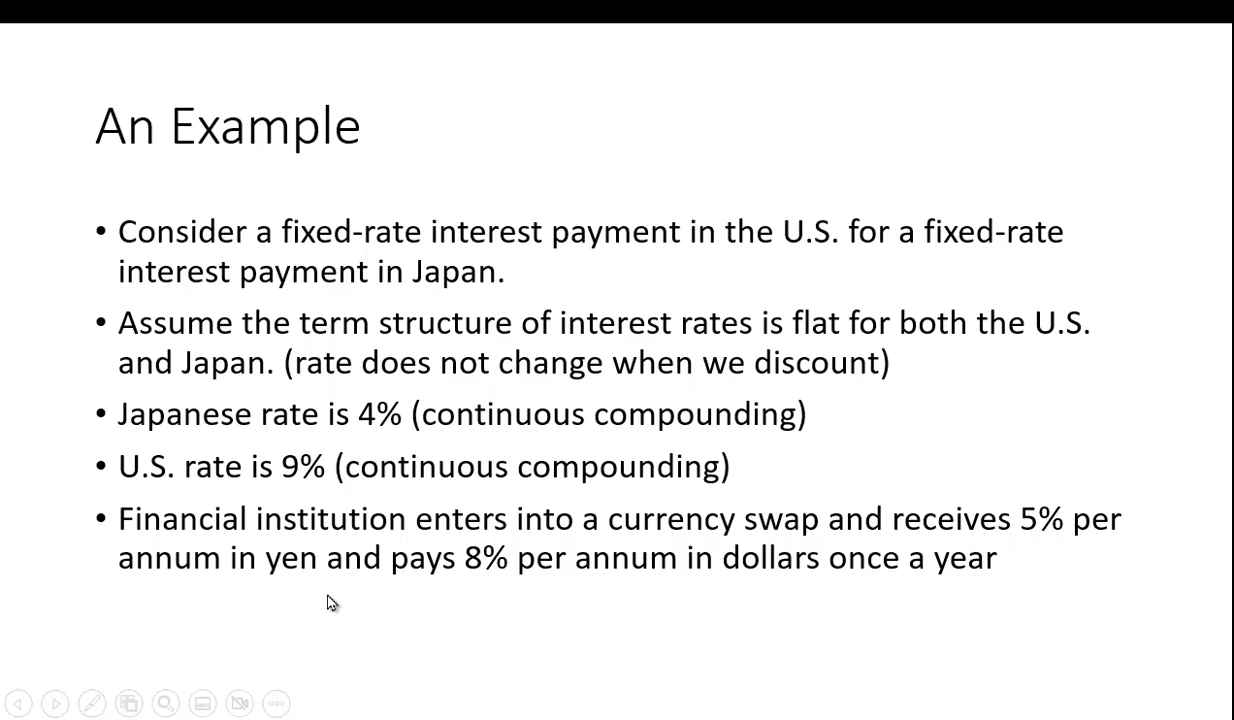 An Example
• Consider a fixed-rate interest payment in the U.S. for a fixed-rate
interest payment in Japan.
• Assume the term structure of interest rates is flat for both the U.S.
and Japan. (rate does not change when we discount)
• Japanese rate is 4% (continuous compounding)
• U.S. rate is 9% (continuous compounding)
• Financial institution enters into a currency swap and receives 5% per
annum in yen and pays 8% per annum in dollars once a year